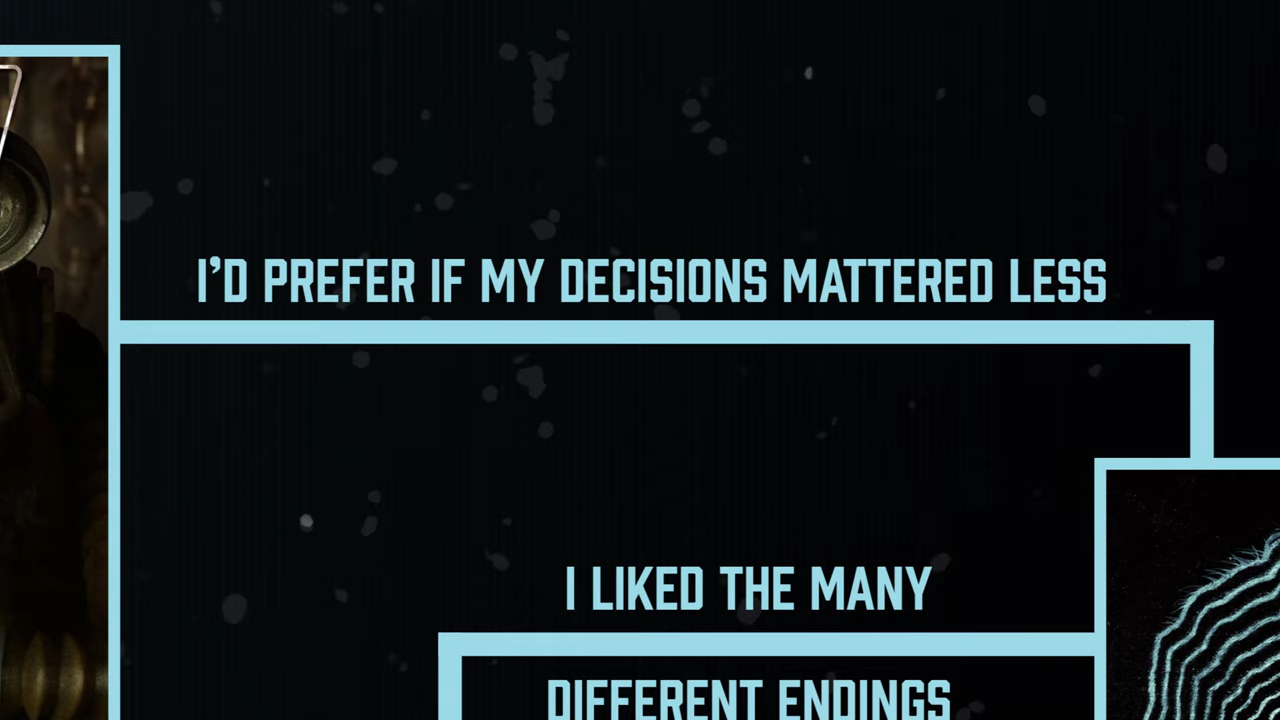 I’D PREFER IF MY DECISIONS MATTERED LESS
I LIKED THE MANY
DIFFERENT ENDINGS